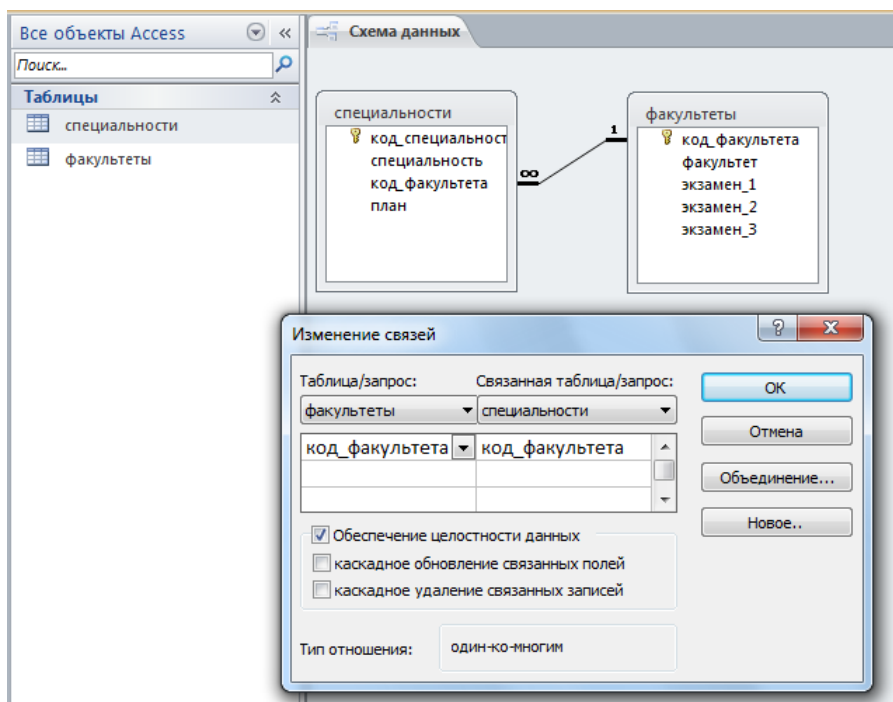 Все объекты Access
Поиск...
Таблицы
специальности
факультеты
Схема данных
специальности
код_специальност
специальность
код_факультета
план
∞
1
факультеты
код_факультета
факультет
экзамен_1
экзамен_2
экзамен_3
Изменение связей
Таблица/запрос: Связанная таблица/запрос:
факультеты специальности
код_факультета код_факультета
Обеспечение целостности данных
каскадное обновление связанных полей
каскадное удаление связанных записей
Тип отношения: один-ко-многим
ОК
Отмена
Объединение...
Новое..